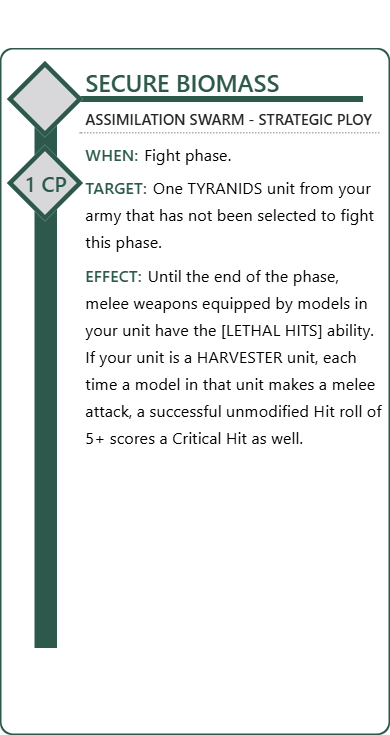 SECURE BIOMASS
ASSIMILATION SWARM - STRATEGIC PLOY
1 CP
WHEN: Fight phase.
TARGET: One TYRANIDS unit from your
army that has not been selected to fight
this phase.
EFFECT: Until the end of the phase,
melee weapons equipped by models in
your unit have the [LETHAL HITS] ability.
If your unit is a HARVESTER unit, each
time a model in that unit makes a melee
attack, a successful unmodified Hit roll of
5+ scores a Critical Hit as well.